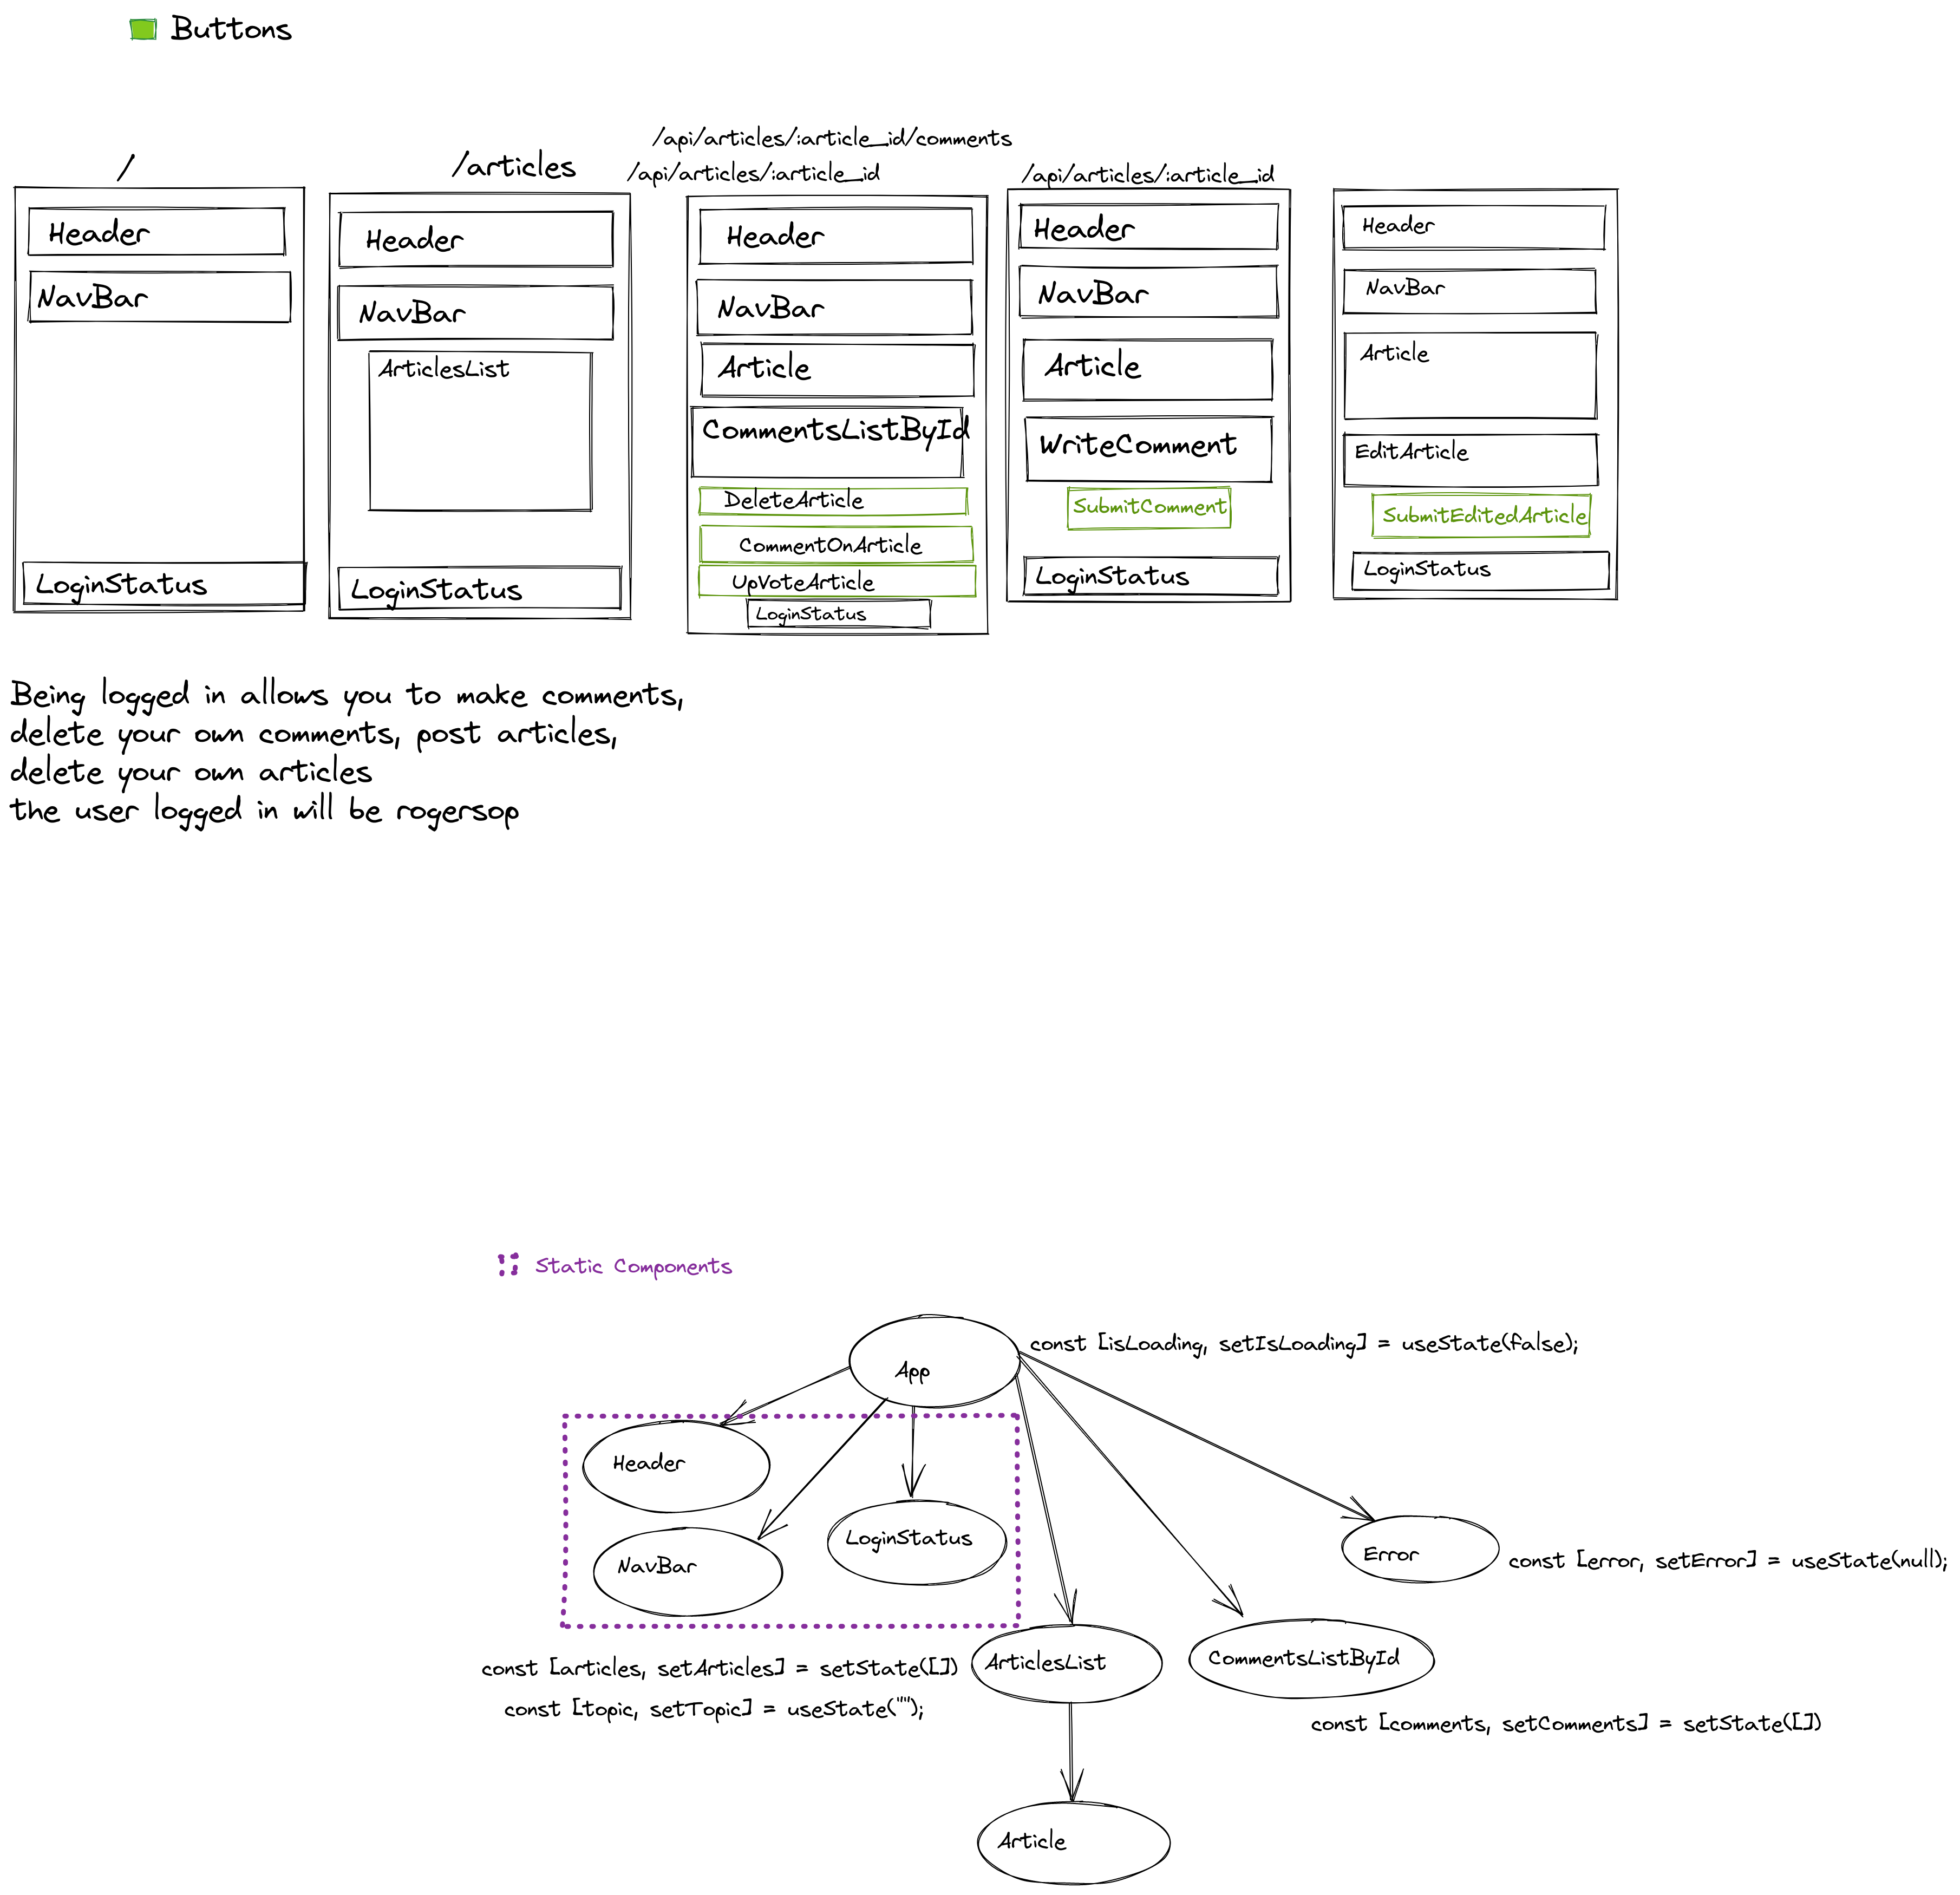 Buttons
/
/articles
/api/articles/:article_id/comments
/api/articles/:article_id
/api/articles/:article_id
Header
NavBar
LoginStatus
Header
NavBar
ArticlesList
LoginStatus
Header
NavBar
Article
CommentsListById
DeleteArticle
CommentOnArticle
UpVoteArticle
LoginStatus
Header
NavBar
Article
WriteComment
SubmitComment
LoginStatus
Header
NavBar
Article
EditArticle
SubmitEditedArticle
LoginStatus
Being logged in allows you to make comments,
delete your own comments, post articles,
delete your own articles
the user logged in will be rogersop
Static Components
App
const [isLoading, setIsLoading] = useState(false);
Header
NavBar
LoginStatus
Error
const [error, setError] = useState(null);
const [articles, setArticles] = setState([])
const [topic, setTopic] = useState("");
ArticlesList
CommentsListById
const [comments, setComments] = setState([])
Article